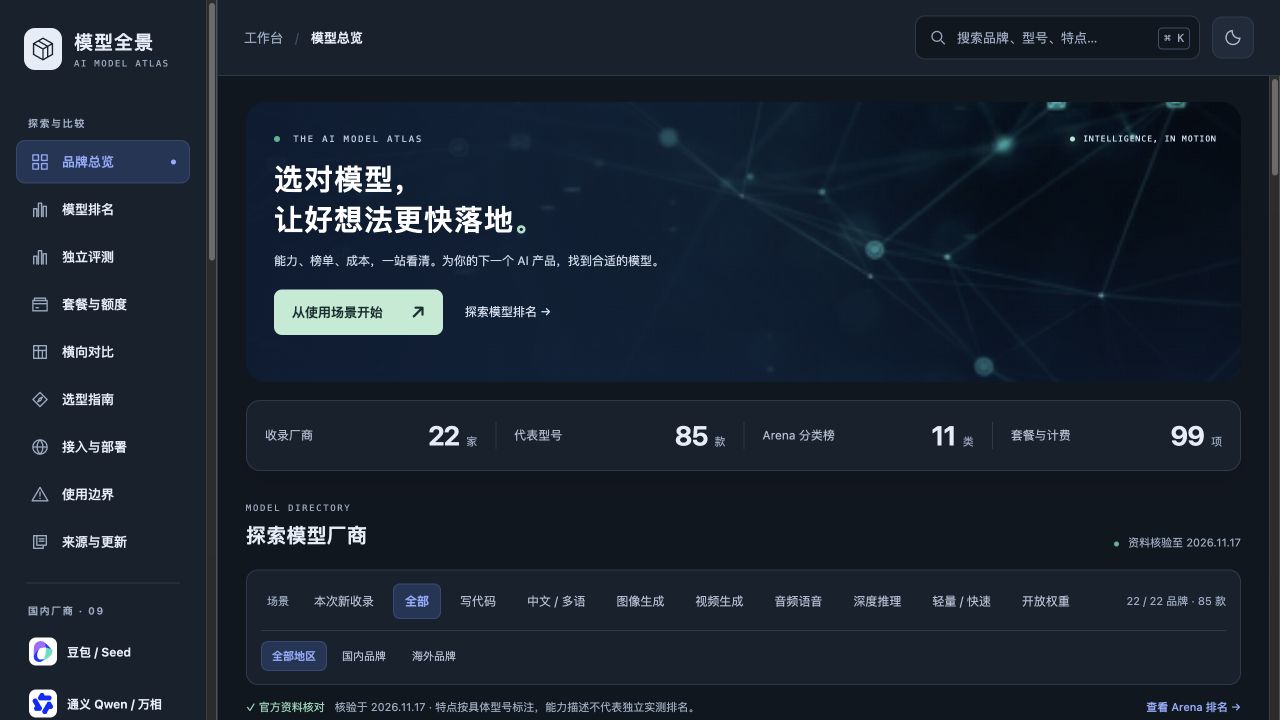 模型全景
AI MODEL ATLAS
探索与比较
品牌总览
模型排名
独立评测
套餐与额度
横向对比
选型指南
接入与部署
使用边界
来源与更新
国内厂商 · 09
豆包 / Seed
通义 Qwen / 万相
工作台 / 模型总览
搜索品牌、型号、特点...
⌘ K
THE AI MODEL ATLAS
INTELLIGENCE, IN MOTION
选对模型，
让好想法更快落地。
能力、榜单、成本，一站看清。为你的下一个 AI 产品，找到合适的模型。
从使用场景开始
探索模型排名 →
收录厂商 22 家
代表型号 85 款
Arena 分类榜 11 类
套餐与计费 99 项
MODEL DIRECTORY
探索模型厂商
资料核验至 2026.11.17
场景 本次新收录 全部 写代码 中文 / 多语 图像生成 视频生成 音频语音 深度推理 轻量 / 快速 开放权重 22 / 22 品牌 · 85 款
全部地区 国内品牌 海外品牌
✓ 官方资料核对 核验于 2026.11.17 · 特点按具体型号标注，能力描述不代表独立实测排名。
查看 Arena 排名 →